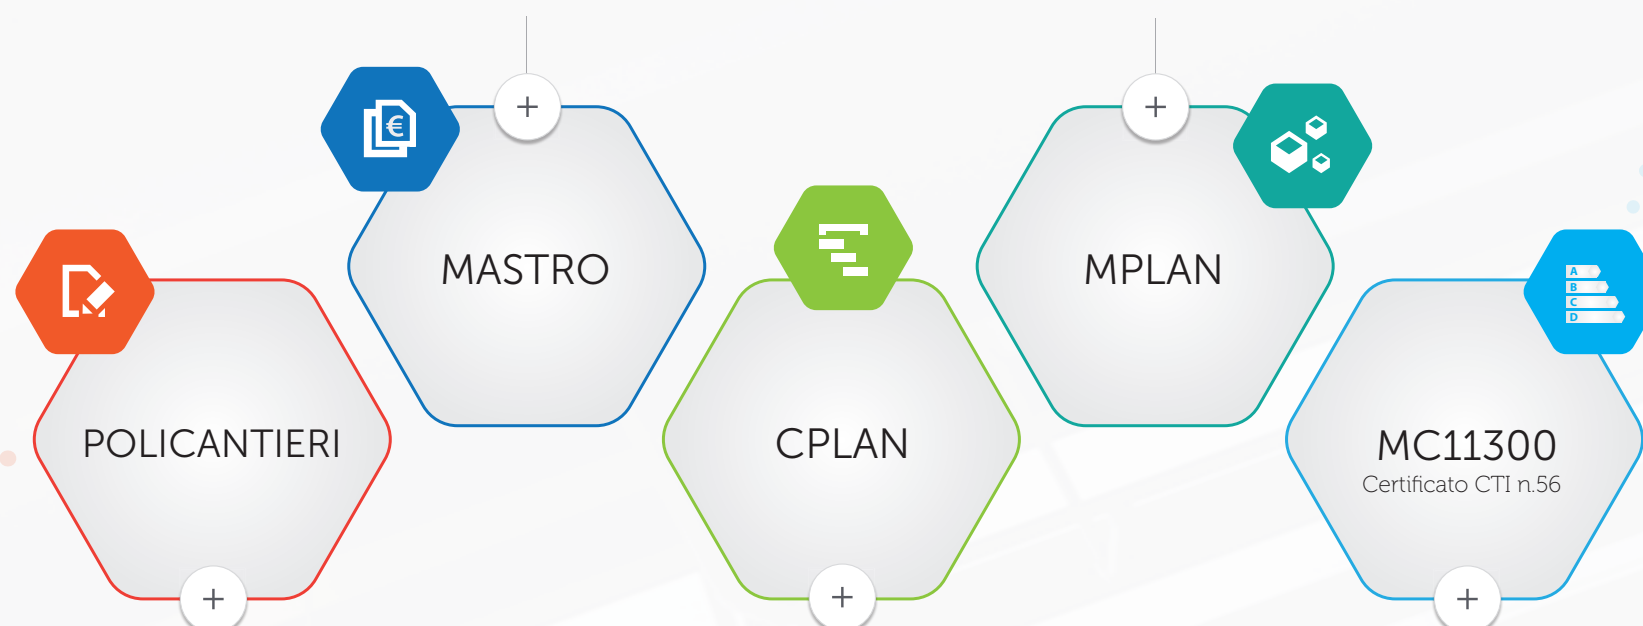 POLICANTIERI
€
MASTRO
+
CPLAN
+
MPLAN
+
A
B
C
D
MC11300
Certificato CTI n.56
+
+